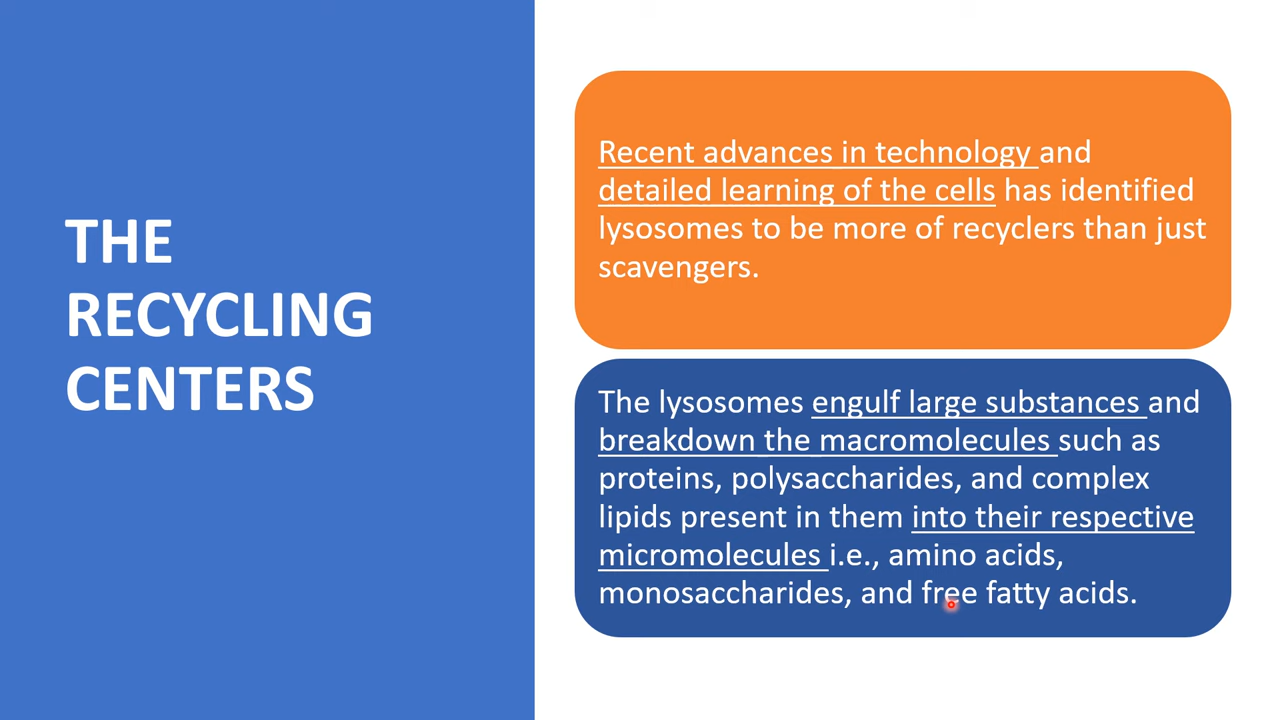 THE
RECYCLING
CENTERS
Recent advances in technology and
detailed learning of the cells has identified
lysosomes to be more of recyclers than just
scavengers.
The lysosomes engulf large substances and
breakdown the macromolecules such as
proteins, polysaccharides, and complex
lipids present in them into their respective
micromolecules i.e., amino acids,
monosaccharides, and free fatty acids.